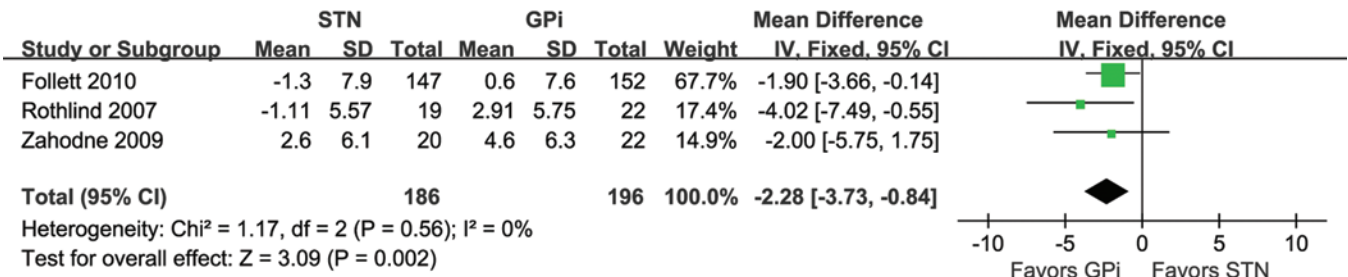 STN GPi Mean Difference Mean Difference
Study or Subgroup Mean SD Total Mean SD Total Weight IV, Fixed, 95% CI IV, Fixed, 95% CI
Follett 2010 -1.3 7.9 147 0.6 7.6 152 67.7% -1.90 [-3.66, -0.14]
Rothlind 2007 -1.11 5.57 19 2.91 5.75 22 17.4% -4.02 [-7.49, -0.55]
Zahodne 2009 2.6 6.1 20 4.6 6.3 22 14.9% -2.00 [-5.75, 1.75]
Total (95% CI) 186 196 100.0% -2.28 [-3.73, -0.84]
Heterogeneity: Chi² = 1.17, df = 2 (P = 0.56); I² = 0%
Test for overall effect: Z = 3.09 (P = 0.002)
-10 -5 0 5 10
Favors GPi Favors STN